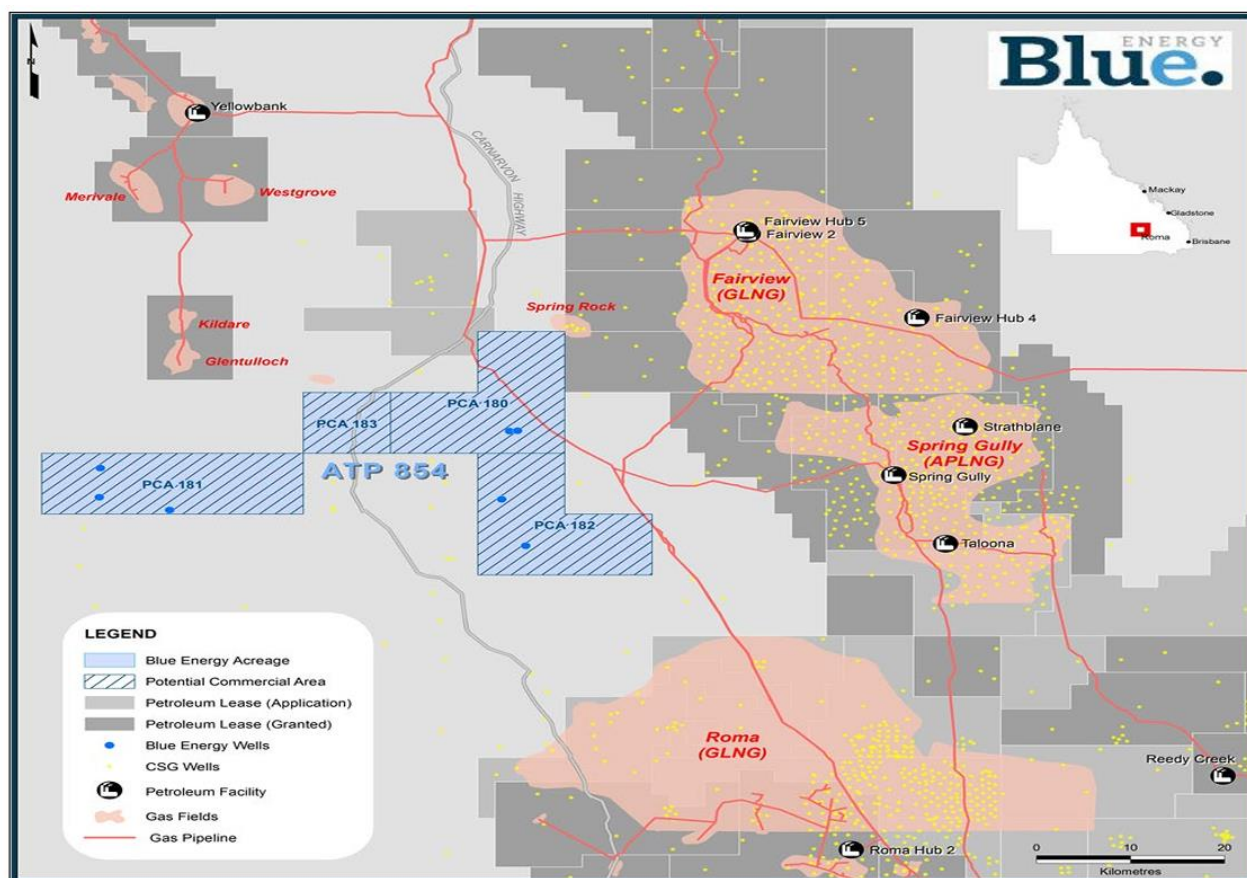 N
ENERGY
Blue.
Yellowbank
CARNARVON HIGHWAY
Merivale
Westgrove
Mackay
Gladstone
Roma
Brisbane
Fairview Hub 5
Fairview 2
Fairview
(GLNG)
Spring Rock
Fairview Hub 4
Kildare
Glentulloch
PCA 183
PCA 180
Strathblane
Spring Gully
(APLNG)
ATP 854
PCA 181
Spring Gully
PCA 182
Taloona
LEGEND
Blue Energy Acreage
Potential Commercial Area
Petroleum Lease (Application)
Petroleum Lease (Granted)
Blue Energy Wells
CSG Wells
Petroleum Facility
Gas Fields
Gas Pipeline
Roma
(GLNG)
Reedy Creek
Roma Hub 2
0 10 20
Kilometres